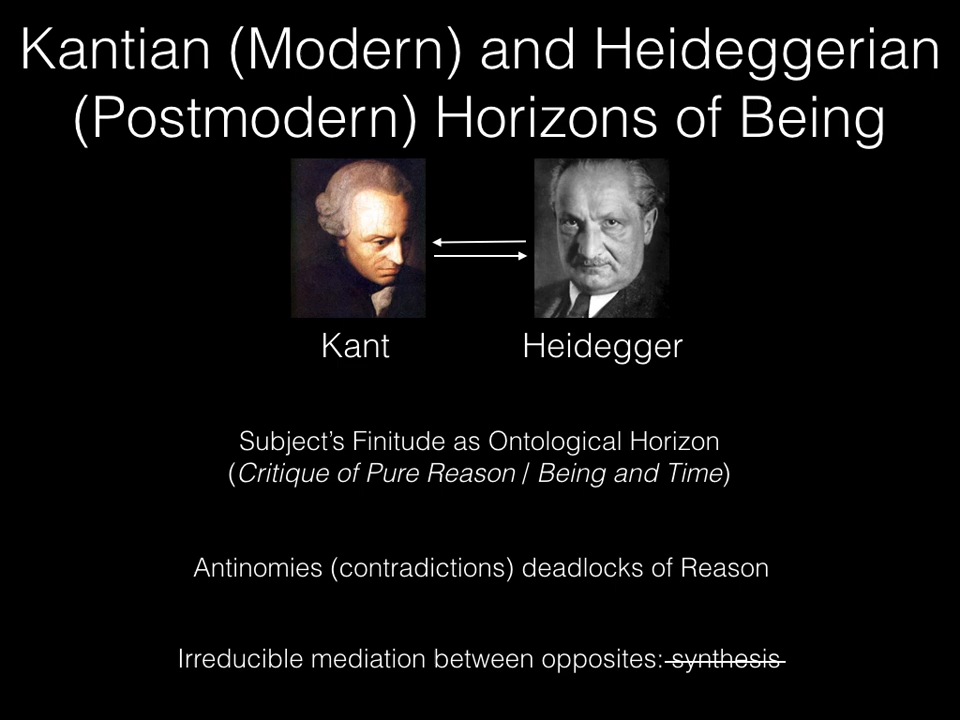 Kantian (Modern) and Heideggerian
(Postmodern) Horizons of Being
Kant
Heidegger
Subject’s Finitude as Ontological Horizon
(Critique of Pure Reason / Being and Time)
Antinomies (contradictions) deadlocks of Reason
Irreducible mediation between opposites: synthesis